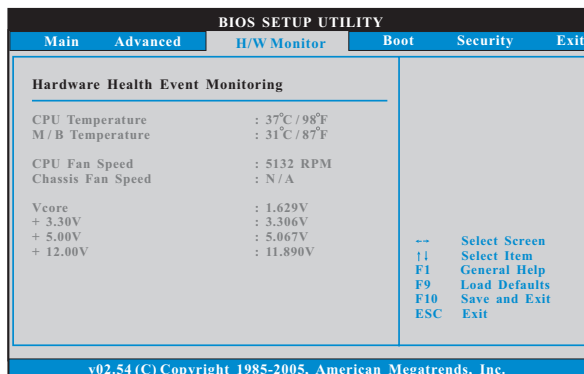 BIOS SETUP UTILITY
Main Advanced H/W Monitor Boot Security Exit
Hardware Health Event Monitoring
CPU Temperature : 37°C / 98°F
M / B Temperature : 31°C / 87°F
CPU Fan Speed : 5132 RPM
Chassis Fan Speed : N / A
Vcore : 1.629V
+ 3.30V : 3.306V
+ 5.00V : 5.067V
+ 12.00V : 11.890V
←→ Select Screen
↑↓ Select Item
F1 General Help
F9 Load Defaults
F10 Save and Exit
ESC Exit
v02.54 (C) Copyright 1985-2005, American Megatrends, Inc.